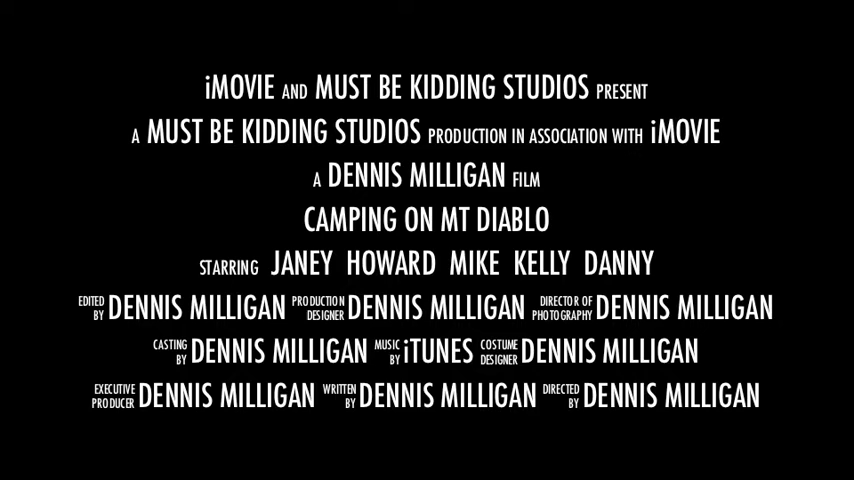 iMOVIE AND MUST BE KIDDING STUDIOS PRESENT
A MUST BE KIDDING STUDIOS PRODUCTION IN ASSOCIATION WITH iMOVIE
A DENNIS MILLIGAN FILM
CAMPING ON MT DIABLO
STARRING JANEY HOWARD MIKE KELLY DANNY
EDITED BY DENNIS MILLIGAN PRODUCTION DESIGNER DENNIS MILLIGAN DIRECTOR OF PHOTOGRAPHY DENNIS MILLIGAN
CASTING BY DENNIS MILLIGAN MUSIC BY iTUNES COSTUME DESIGNER DENNIS MILLIGAN
EXECUTIVE PRODUCER DENNIS MILLIGAN WRITTEN BY DENNIS MILLIGAN DIRECTED BY DENNIS MILLIGAN